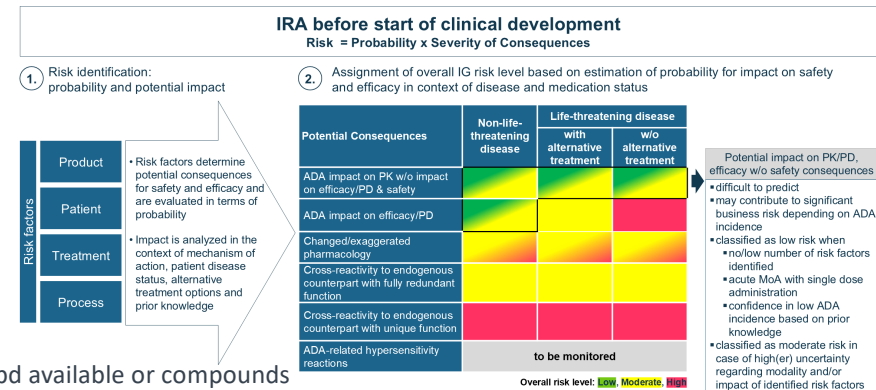 IRA before start of clinical development
Risk = Probability x Severity of Consequences
1.
Risk identification:
probability and potential impact
2.
Assignment of overall IG risk level based on estimation of probability for impact on safety
and efficacy in context of disease and medication status
Risk factors
Product
Patient
Treatment
Process
• Risk factors determine
potential consequences
for safety and efficacy and
are evaluated in terms of
probability
• Impact is analyzed in the
context of mechanism of
action, patient disease
status, alternative
treatment options and
prior knowledge
Potential Consequences
Non-life-
threatening
disease
Life-threatening disease
with
alternative
treatment
w/o
alternative
treatment
ADA impact on PK w/o impact
on efficacy/PD & safety
ADA impact on efficacy/PD
Changed/exaggerated
pharmacology
Cross-reactivity to endogenous
counterpart with fully redundant
function
Cross-reactivity to endogenous
counterpart with unique function
ADA-related hypersensitivity
reactions
to be monitored
Overall risk level: Low, Moderate, High
Potential impact on PK/PD,
efficacy w/o safety consequences
▪ difficult to predict
▪ may contribute to significant
business risk depending on ADA
incidence
▪ classified as low risk when
▪ no/low number of risk factors
identified
▪ acute MoA with single dose
administration
▪ confidence in low ADA
incidence based on prior
knowledge
▪ classified as moderate risk in
case of high(er) uncertainty
regarding modality and/or
impact of identified risk factors
available or compounds